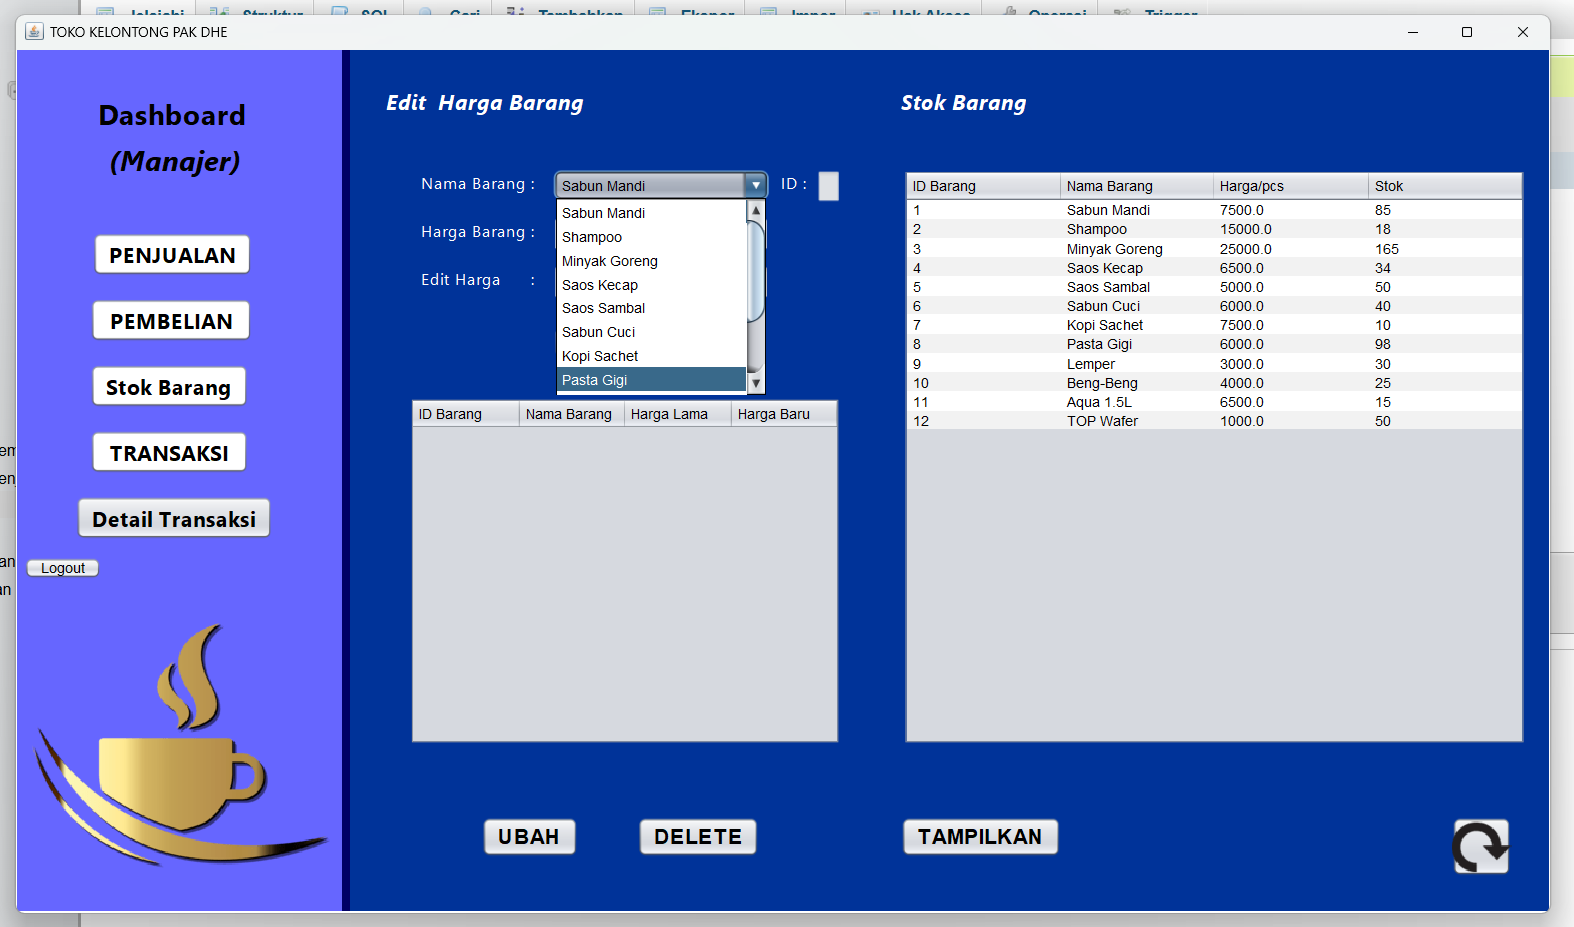 TOKO KELONTONG PAK DHE
Dashboard
(Manajer)
PENJUALAN
PEMBELIAN
Stok Barang
TRANSAKSI
Detail Transaksi
Logout
Edit Harga Barang
Nama Barang :
Sabun Mandi
ID :
Sabun Mandi
Shampoo
Minyak Goreng
Saos Kecap
Saos Sambal
Sabun Cuci
Kopi Sachet
Pasta Gigi
Harga Barang :
Edit Harga :
ID Barang Nama Barang Harga Lama Harga Baru
UBAH
DELETE
Stok Barang
ID Barang Nama Barang Harga/pcs Stok
1 Sabun Mandi 7500.0 85
2 Shampoo 15000.0 18
3 Minyak Goreng 25000.0 165
4 Saos Kecap 6500.0 34
5 Saos Sambal 5000.0 50
6 Sabun Cuci 6000.0 40
7 Kopi Sachet 7500.0 10
8 Pasta Gigi 6000.0 98
9 Lemper 3000.0 30
10 Beng-Beng 4000.0 25
11 Aqua 1.5L 6500.0 15
12 TOP Wafer 1000.0 50
TAMPILKAN